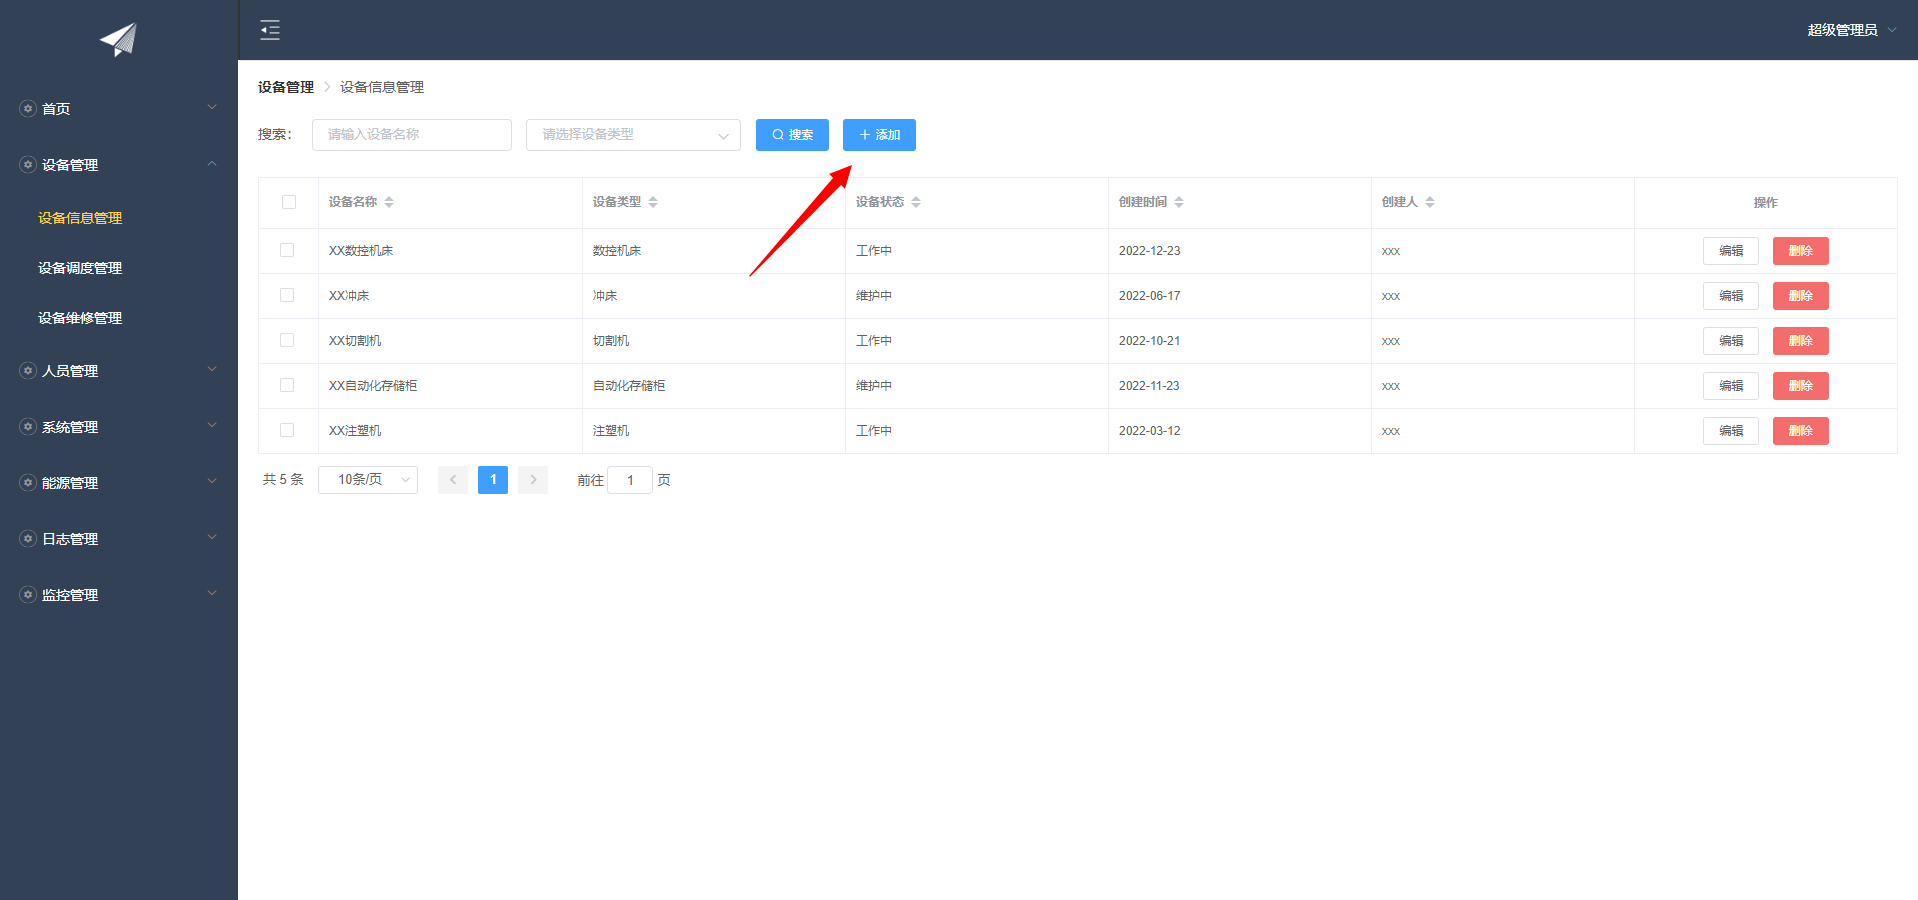 超级管理员
首页
设备管理
设备信息管理
设备调度管理
设备维修管理
人员管理
系统管理
能源管理
日志管理
监控管理
设备管理 设备信息管理
搜索： 请输入设备名称 请选择设备类型 搜索 添加
设备名称 设备类型 设备状态 创建时间 创建人 操作
XX数控机床 数控机床 工作中 2022-12-23 xxx 编辑 删除
XX冲床 冲床 维护中 2022-06-17 xxx 编辑 删除
XX切割机 切割机 工作中 2022-10-21 xxx 编辑 删除
XX自动化存储柜 自动化存储柜 维护中 2022-11-23 xxx 编辑 删除
XX注塑机 注塑机 工作中 2022-03-12 xxx 编辑 删除
共 5 条 10条/页 1 前往 1 页